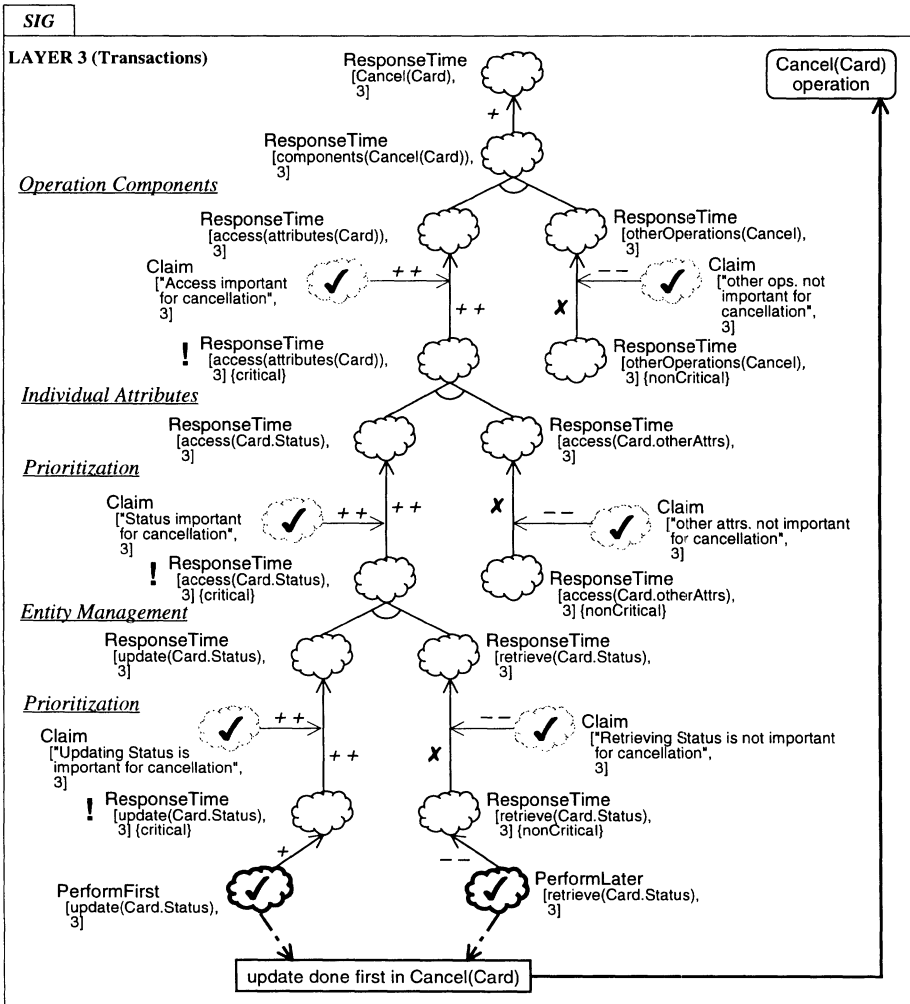 SIG
LAYER 3 (Transactions)
ResponseTime
[Cancel(Card),
3]
Cancel(Card)
operation
+
ResponseTime
[components(Cancel(Card)),
3]
Operation Components
ResponseTime
[access(attributes(Card)),
3]
ResponseTime
[otherOperations(Cancel),
3]
Claim
["Access important
for cancellation",
3]
++
++
--
Claim
["other ops. not
important for
cancellation",
3]
! ResponseTime
[access(attributes(Card)),
3] {critical}
ResponseTime
[otherOperations(Cancel),
3] {nonCritical}
Individual Attributes
ResponseTime
[access(Card.Status),
3]
ResponseTime
[access(Card.otherAttrs),
3]
Prioritization
Claim
["Status important
for cancellation",
3]
++
++
--
Claim
["other attrs. not important
for cancellation",
3]
! ResponseTime
[access(Card.Status),
3] {critical}
ResponseTime
[access(Card.otherAttrs),
3] {nonCritical}
Entity Management
ResponseTime
[update(Card.Status),
3]
ResponseTime
[retrieve(Card.Status),
3]
Prioritization
Claim
["Updating Status is
important for cancellation",
3]
++
++
--
Claim
["Retrieving Status is not important
for cancellation",
3]
! ResponseTime
[update(Card.Status),
3] {critical}
ResponseTime
[retrieve(Card.Status),
3] {nonCritical}
+
--
PerformFirst
[update(Card.Status),
3]
PerformLater
[retrieve(Card.Status),
3]
update done first in Cancel(Card)